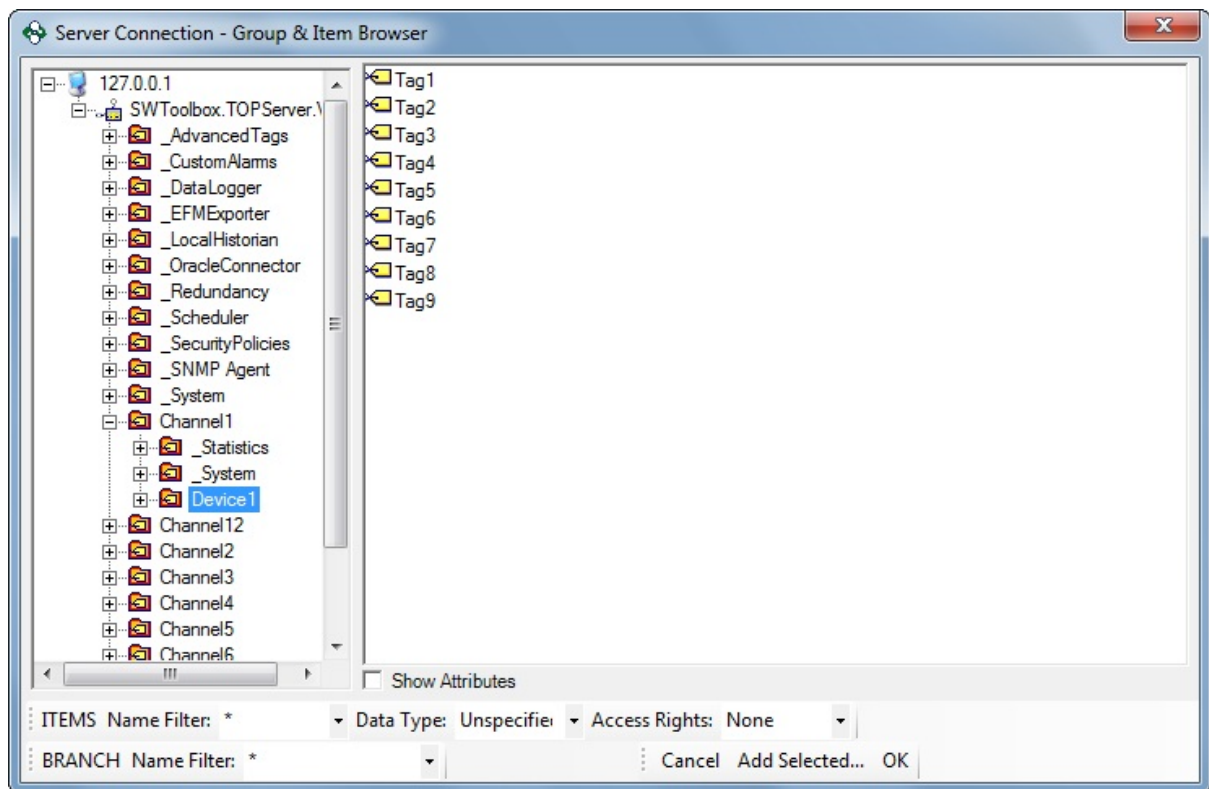 Server Connection - Group & Item Browser
127.0.0.1
SWToolbox.TOPServer.
_AdvancedTags
_CustomAlarms
_DataLogger
_EFMExporter
_LocalHistorian
_OracleConnector
_Redundancy
_Scheduler
_SecurityPolicies
_SNMP Agent
_System
Channel1
_Statistics
_System
Device1
Channel12
Channel2
Channel3
Channel4
Channel5
Channel6
Tag1
Tag2
Tag3
Tag4
Tag5
Tag6
Tag7
Tag8
Tag9
Show Attributes
ITEMS Name Filter: * Data Type: Unspecifie Access Rights: None
BRANCH Name Filter: * Cancel Add Selected... OK